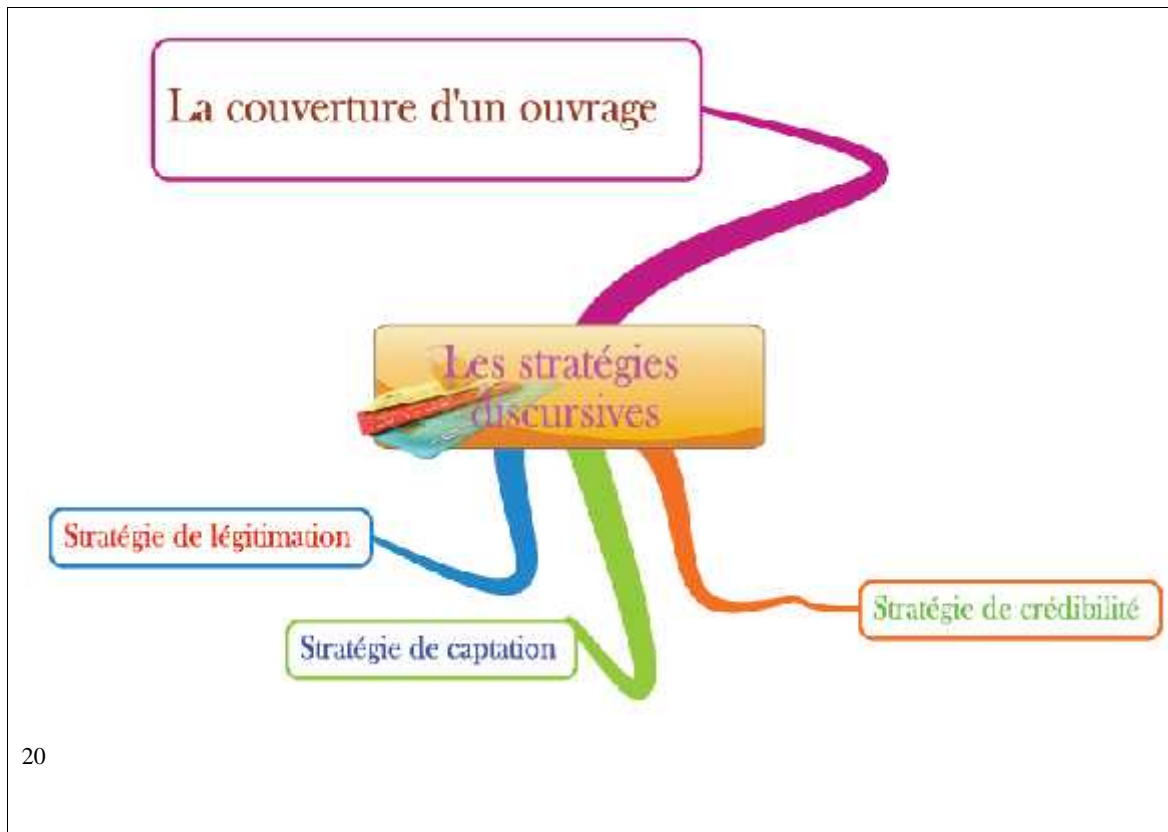 La couverture d'un ouvrage
Les stratégies
discursives
Stratégie de légitimation
Stratégie de captation
Stratégie de crédibilité
20